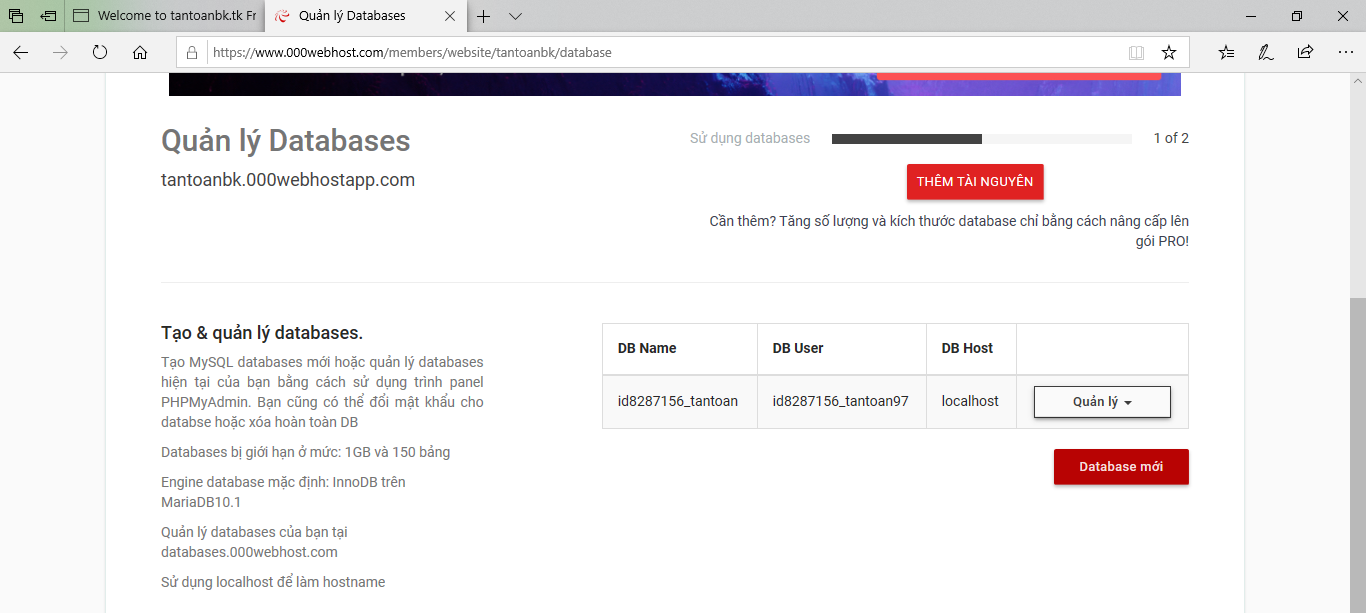 Welcome to tantoanbk.tk Fr
Quản lý Databases
https://www.000webhost.com/members/website/tantoanbk/database
Quản lý Databases
tantoanbk.000webhostapp.com
Sử dụng databases
1 of 2
THÊM TÀI NGUYÊN
Cần thêm? Tăng số lượng và kích thước database chỉ bằng cách nâng cấp lên
gói PRO!
Tạo & quản lý databases.
Tạo MySQL databases mới hoặc quản lý databases
hiện tại của bạn bằng cách sử dụng trình panel
PHPMyAdmin. Bạn cũng có thể đổi mật khẩu cho
databse hoặc xóa hoàn toàn DB
Databases bị giới hạn ở mức: 1GB và 150 bảng
Engine database mặc định: InnoDB trên
MariaDB10.1
Quản lý databases của bạn tại
databases.000webhost.com
Sử dụng localhost để làm hostname
DB Name DB User DB Host
id8287156_tantoan id8287156_tantoan97 localhost Quản lý
Database mới